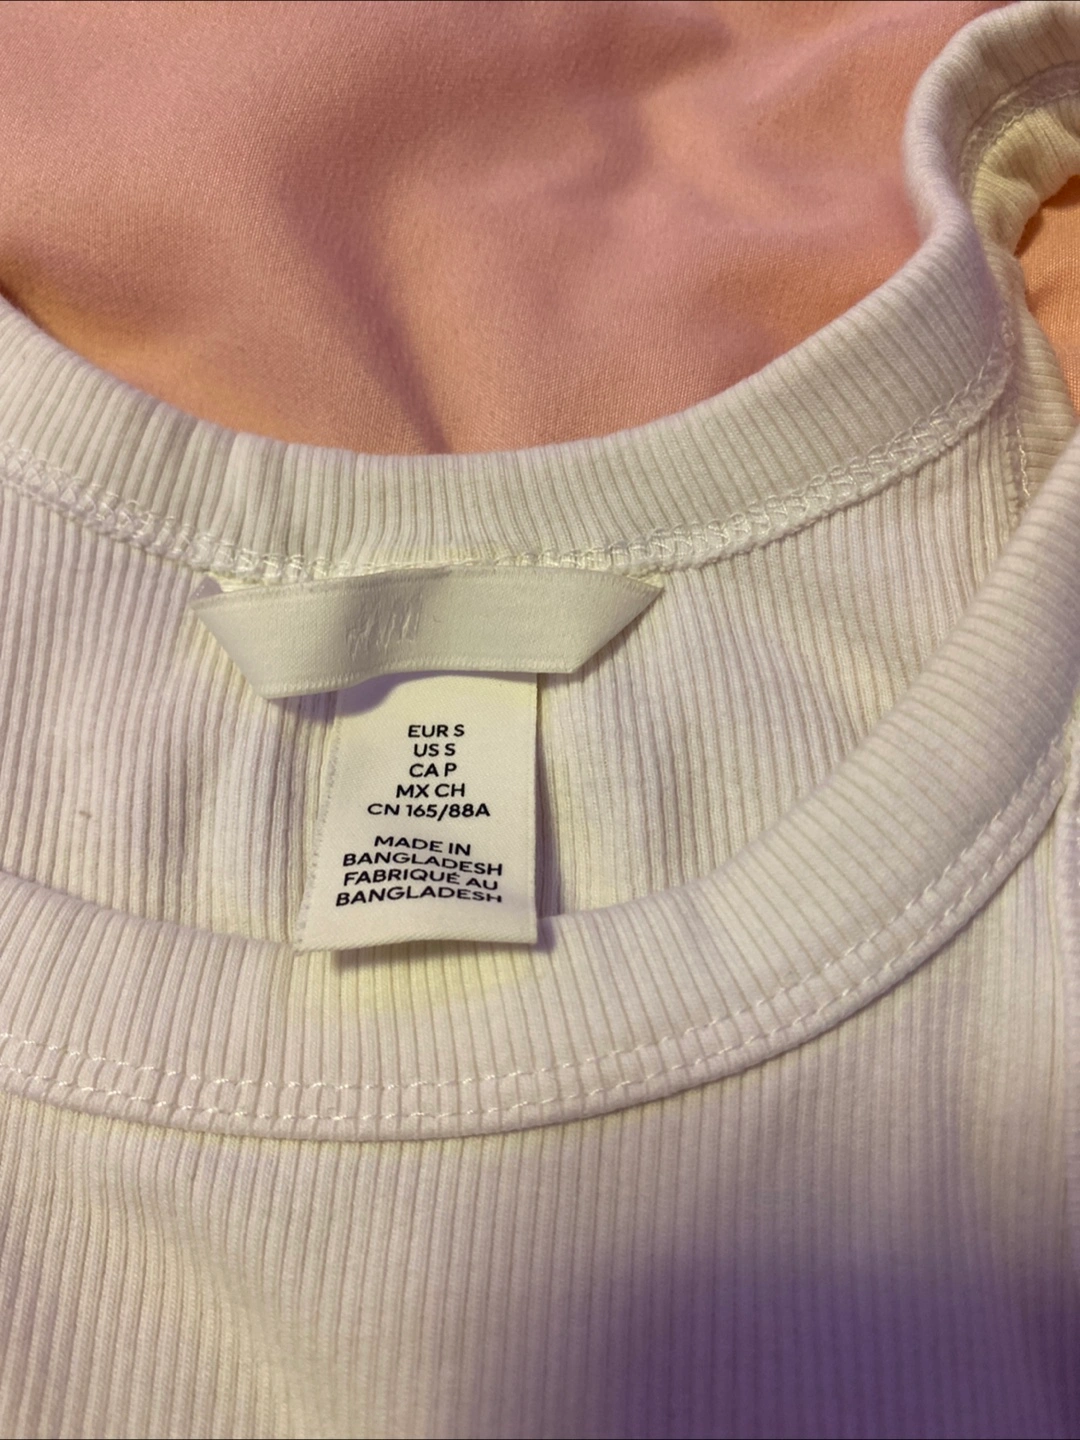 H&M
EUR S
US S
CA P
MX CH
CN 165/88A
MADE IN
BANGLADESH
FABRIQUÉ AU
BANGLADESH